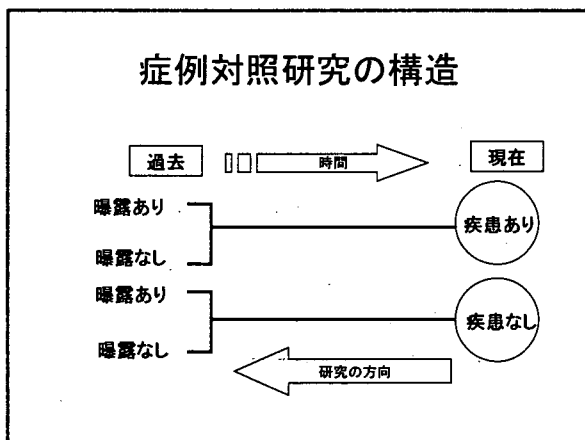 症例対照研究の構造
過去
時間
現在
曝露あり
疾患あり
曝露なし
曝露あり
疾患なし
曝露なし
研究の方向